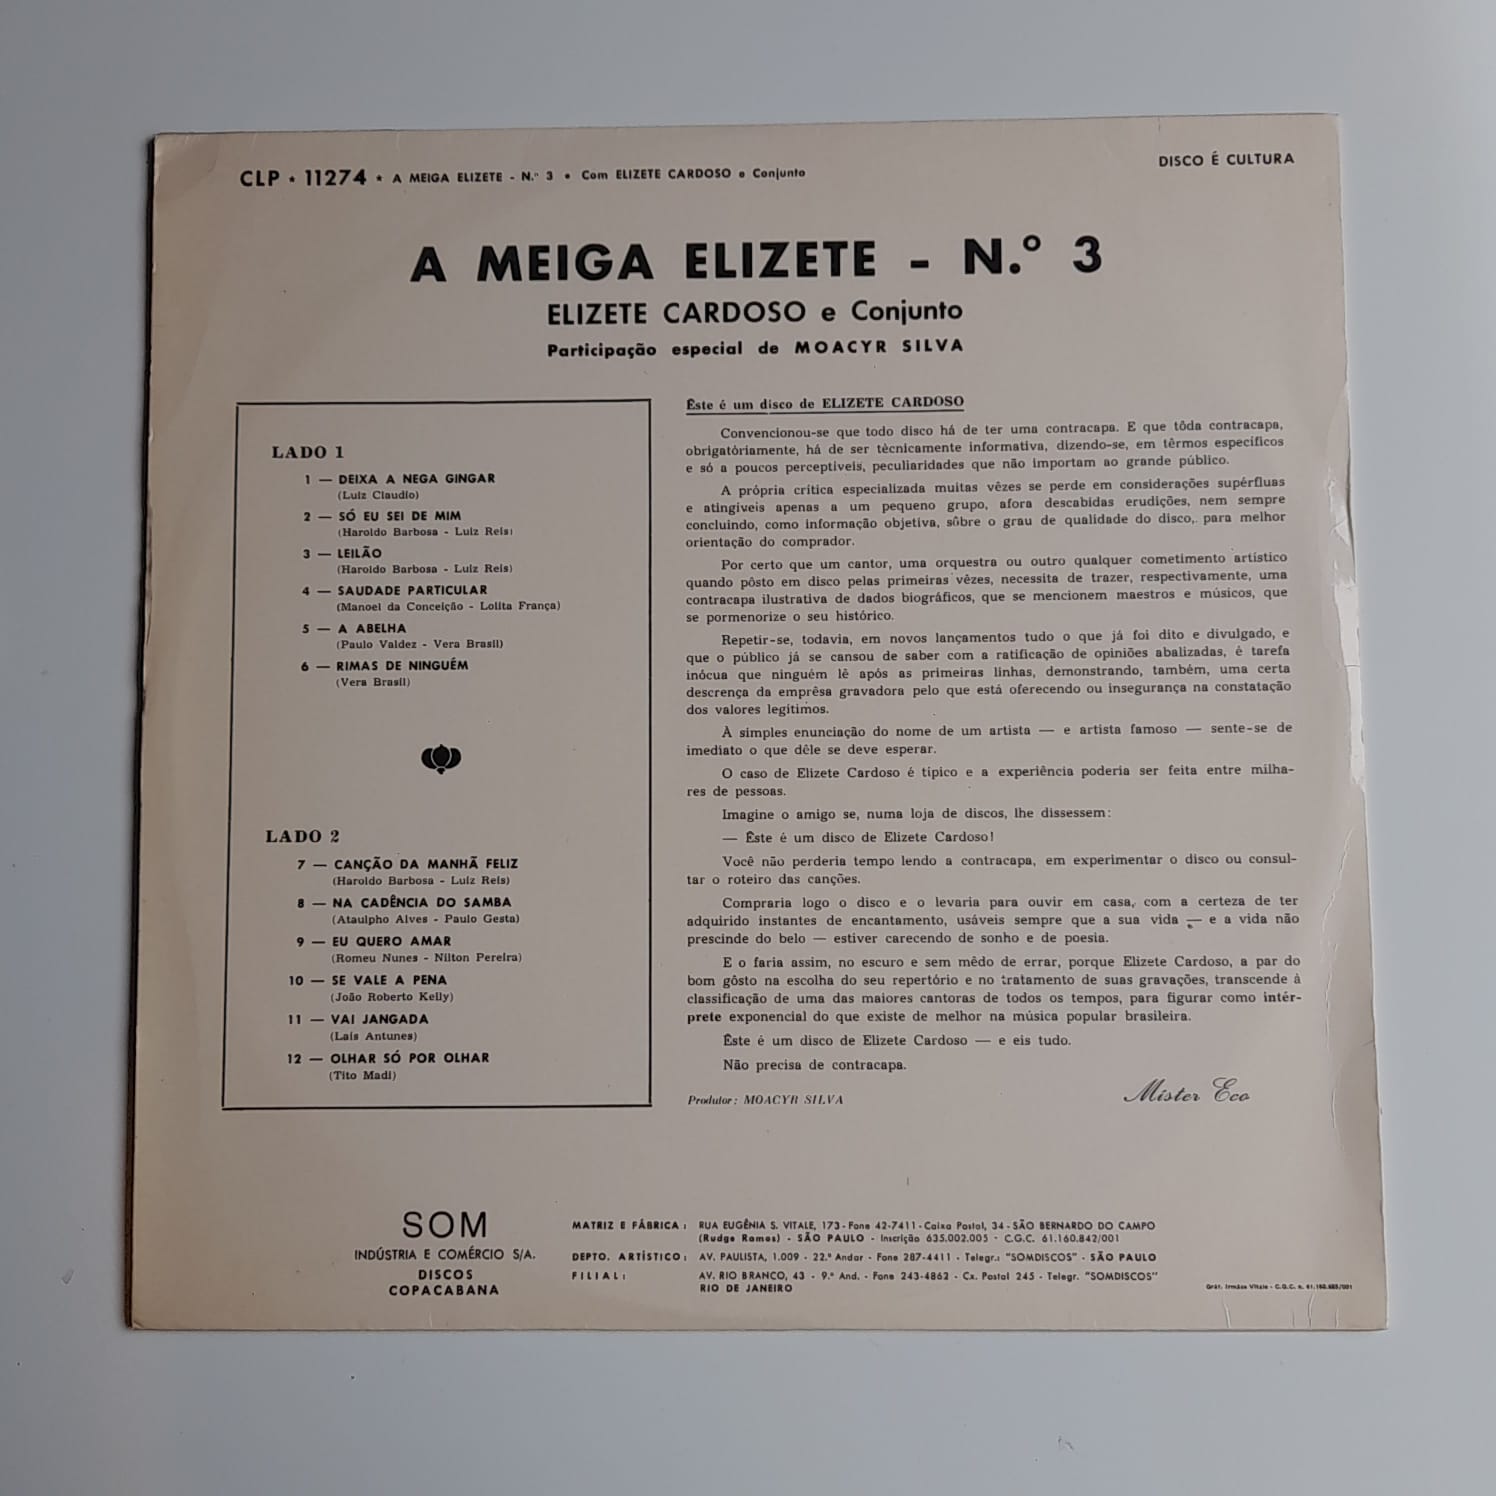 CLP • 11274 • A MEIGA ELIZETE - N.º 3 • Com ELIZETE CARDOSO e Conjunto
DISCO É CULTURA
A MEIGA ELIZETE - N.º 3
ELIZETE CARDOSO e Conjunto
Participação especial de MOACYR SILVA
LADO 1
1 — DEIXA A NEGA GINGAR
(Luiz Claudio)
2 — SÓ EU SEI DE MIM
(Haroldo Barbosa - Luiz Reis)
3 — LEILÃO
(Haroldo Barbosa - Luiz Reis)
4 — SAUDADE PARTICULAR
(Manoel da Conceição - Lolita França)
5 — A ABELHA
(Paulo Valdez - Vera Brasil)
6 — RIMAS DE NINGUÉM
(Vera Brasil)
LADO 2
7 — CANÇÃO DA MANHÃ FELIZ
(Haroldo Barbosa - Luiz Reis)
8 — NA CADÊNCIA DO SAMBA
(Ataulpho Alves - Paulo Gesta)
9 — EU QUERO AMAR
(Romeu Nunes - Nilton Pereira)
10 — SE VALE A PENA
(João Roberto Kelly)
11 — VAI JANGADA
(Laís Antunes)
12 — OLHAR SÓ POR OLHAR
(Tito Madi)
Êste é um disco de ELIZETE CARDOSO
Convencionou-se que todo disco há de ter uma contracapa. E que tôda contracapa,
obrigatóriamente, há de ser tècnicamente informativa, dizendo-se, em têrmos específicos
e só a poucos perceptíveis, peculiaridades que não importam ao grande público.
A própria crítica especializada muitas vêzes se perde em considerações supérfluas
e atingíveis apenas a um pequeno grupo, afora descabidas erudições, nem sempre
concluindo, como informação objetiva, sôbre o grau de qualidade do disco, para melhor
orientação do comprador.
Por certo que um cantor, uma orquestra ou outro qualquer cometimento artístico
quando pôsto em disco pelas primeiras vêzes, necessita de trazer, respectivamente, uma
contracapa ilustrativa de dados biográficos, que se mencionem maestros e músicos, que
se pormenorize o seu histórico.
Repetir-se, todavia, em novos lançamentos tudo o que já foi dito e divulgado, e
que o público já se cansou de saber com a ratificação de opiniões abalizadas, é tarefa
inócua que ninguém lê após as primeiras linhas, demonstrando, também, uma certa
descrença da emprêsa gravadora pelo que está oferecendo ou insegurança na constatação
dos valores legítimos.
À simples enunciação do nome de um artista — e artista famoso — sente-se de
imediato o que dêle se deve esperar.
O caso de Elizete Cardoso é típico e a experiência poderia ser feita entre milha-
res de pessoas.
Imagine o amigo se, numa loja de discos, lhe dissessem:
— Êste é um disco de Elizete Cardoso!
Você não perderia tempo lendo a contracapa, em experimentar o disco ou consul-
tar o roteiro das canções.
Compraria logo o disco e o levaria para ouvir em casa, com a certeza de ter
adquirido instantes de encantamento, usáveis sempre que a sua vida — e a vida não
prescinde do belo — estiver carecendo de sonho e de poesia.
E o faria assim, no escuro e sem mêdo de errar, porque Elizete Cardoso, a par do
bom gôsto na escolha do seu repertório e no tratamento de suas gravações, transcende à
classificação de uma das maiores cantoras de todos os tempos, para figurar como intér-
prete exponencial do que existe de melhor na música popular brasileira.
Êste é um disco de Elizete Cardoso — e eis tudo.
Não precisa de contracapa.
Produtor: MOACYR SILVA
Mister Eco
SOM
INDÚSTRIA E COMÉRCIO S/A.
DISCOS
COPACABANA
MATRIZ E FÁBRICA: RUA EUGÊNIA S. VITALE, 173 - Fone 42-7411 - Caixa Postal, 34 - SÃO BERNARDO DO CAMPO
(Rudge Ramos) - SÃO PAULO - Inscrição 635.002.005 - C.G.C. 61.160.842/001
DEPTO. ARTÍSTICO: AV. PAULISTA, 1.009 - 22.º Andar - Fone 287-4411 - Telegr.: "SOMDISCOS" - SÃO PAULO
FILIAL: AV. RIO BRANCO, 43 - 9.º And. - Fone 243-4862 - Cx. Postal 245 - Telegr. "SOMDISCOS"
RIO DE JANEIRO
Gráf. Irmãos Vitale - C.G.C. n.